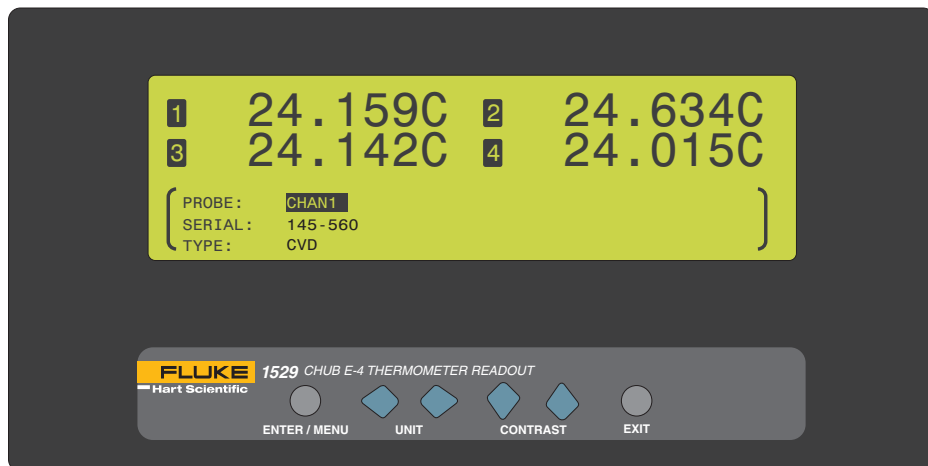 1 24.159C 2 24.634C
3 24.142C 4 24.015C
PROBE: CHAN1
SERIAL: 145-560
TYPE: CVD
FLUKE 1529 CHUB E-4 THERMOMETER READOUT
Hart Scientific
ENTER / MENU UNIT CONTRAST EXIT